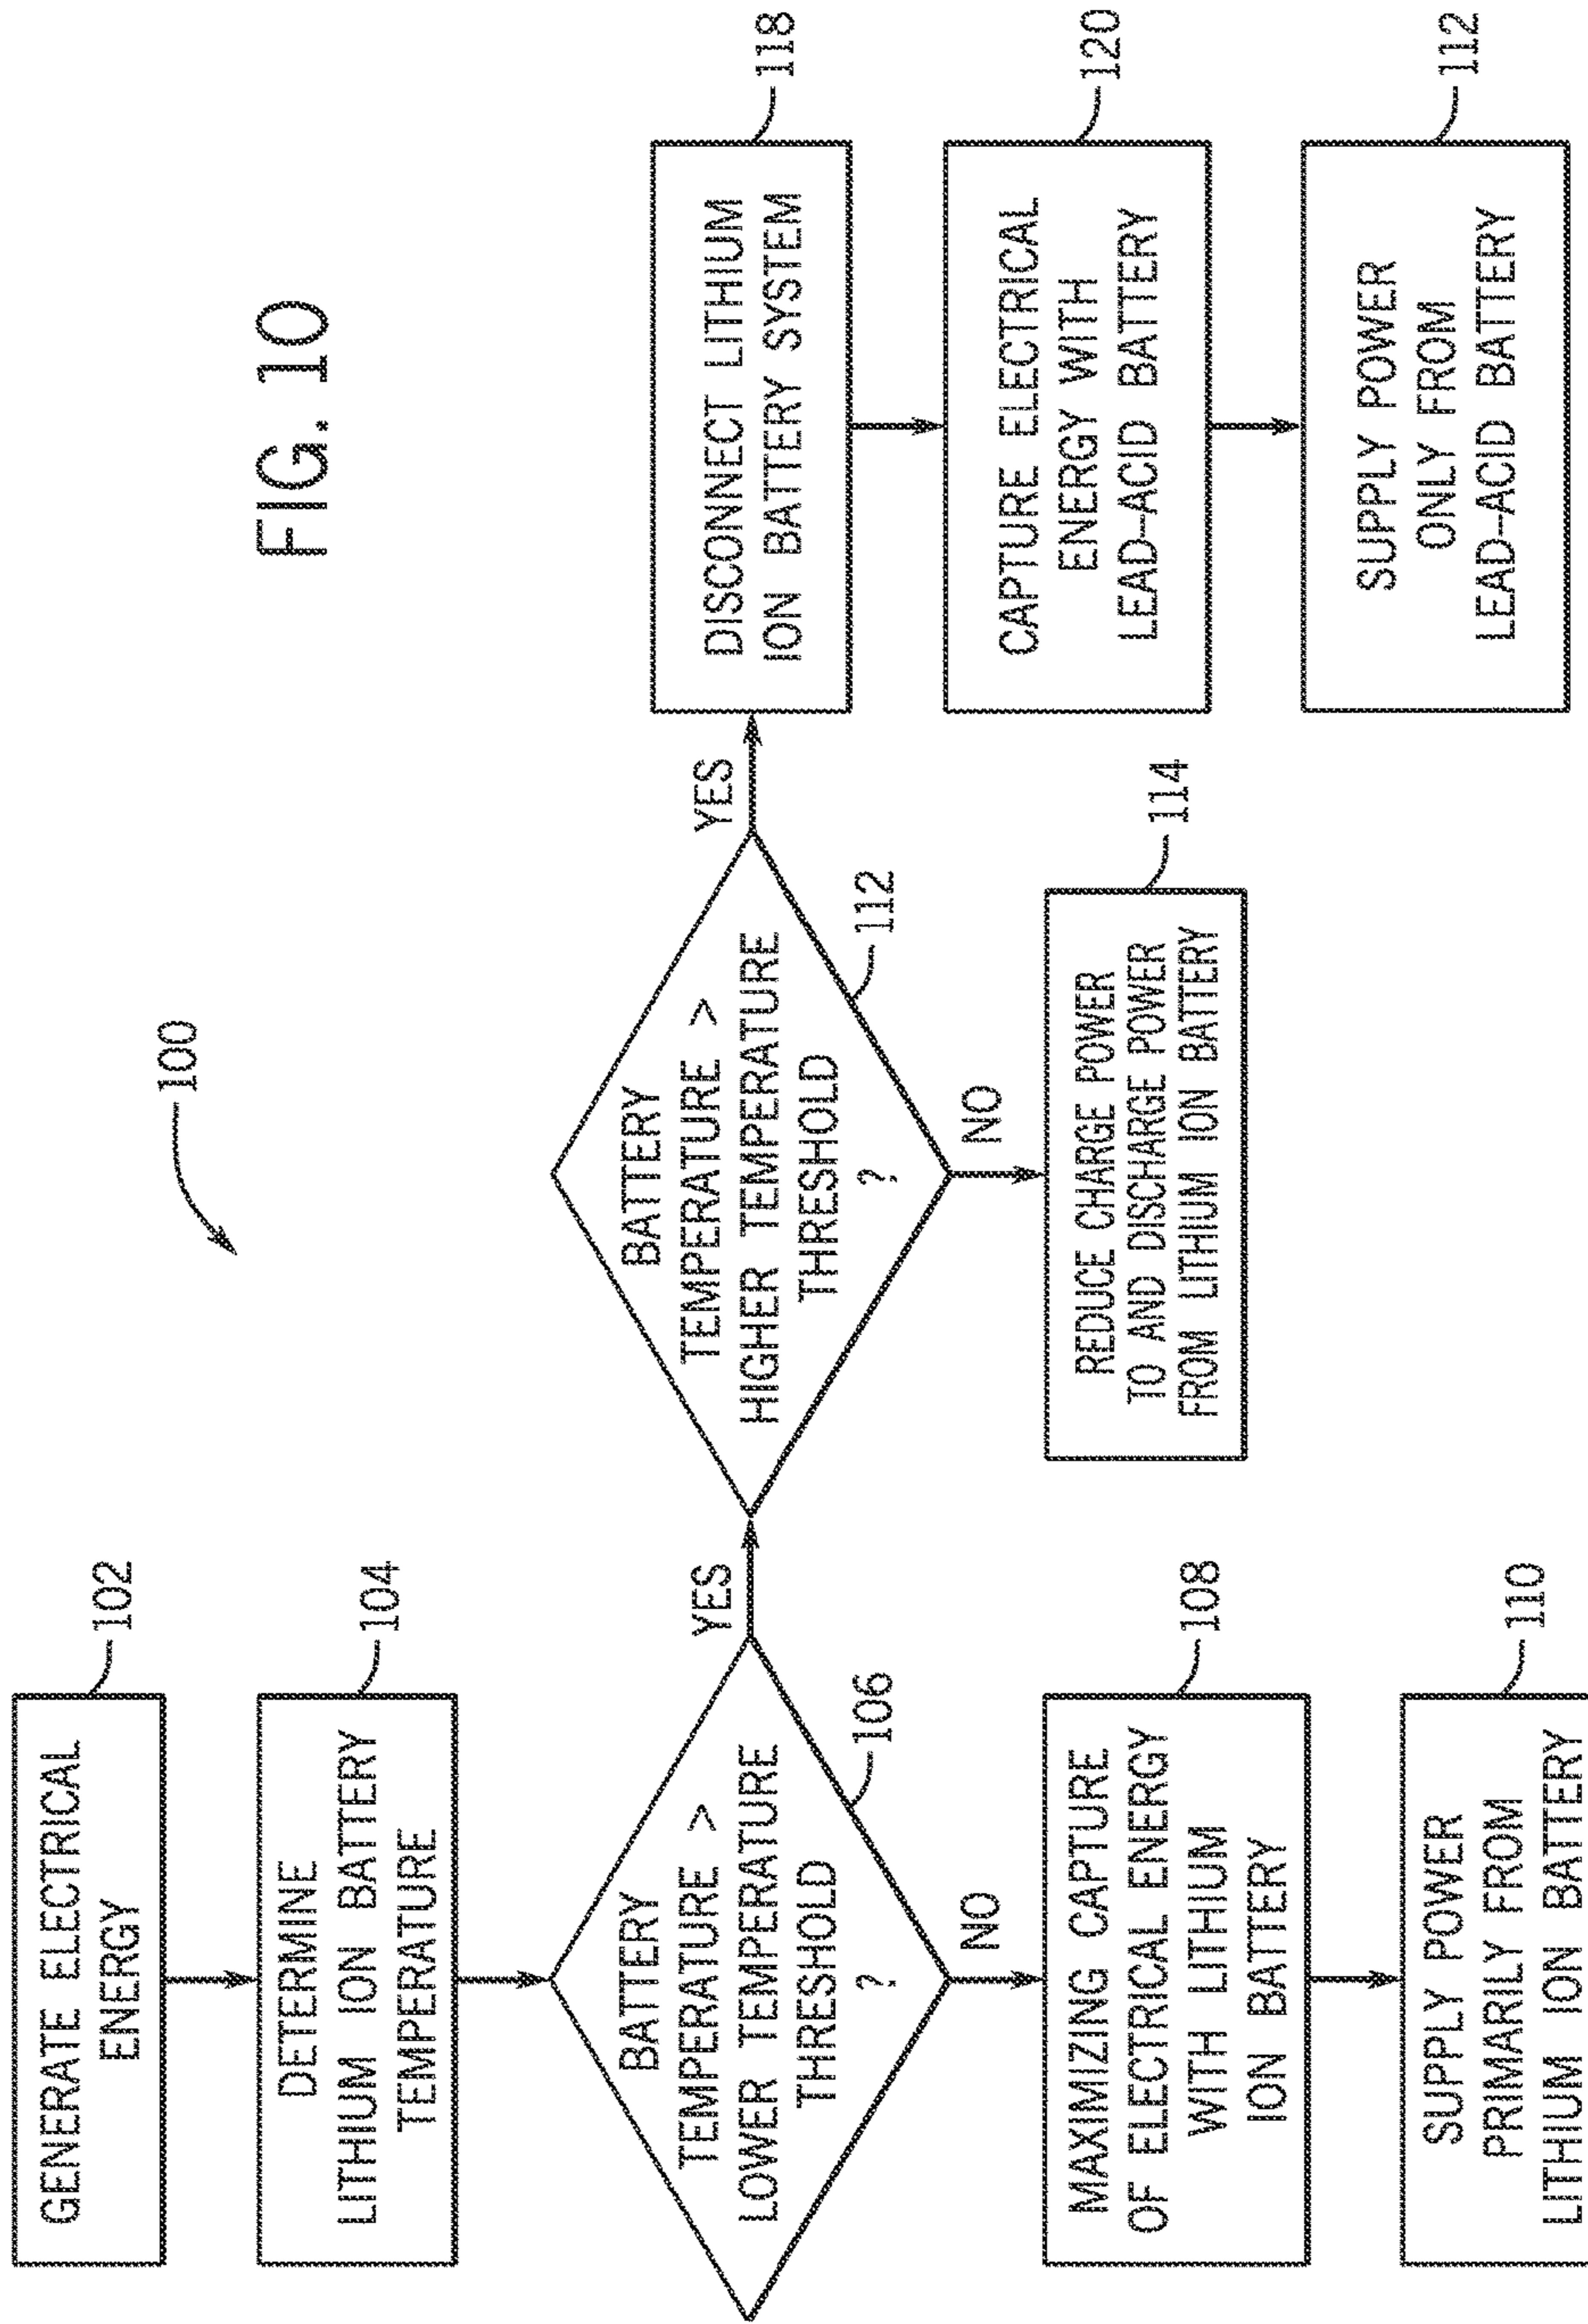 FIG. 10
100
GENERATE ELECTRICAL
ENERGY
102
DETERMINE
LITHIUM ION BATTERY
TEMPERATURE
104
BATTERY
TEMPERATURE >
LOWER TEMPERATURE
THRESHOLD
?
106
YES
NO
MAXIMIZING CAPTURE
OF ELECTRICAL ENERGY
WITH LITHIUM
ION BATTERY
108
SUPPLY POWER
PRIMARILY FROM
LITHIUM ION BATTERY
110
BATTERY
TEMPERATURE >
HIGHER TEMPERATURE
THRESHOLD
?
112
YES
NO
REDUCE CHARGE POWER
TO AND DISCHARGE POWER
FROM LITHIUM ION BATTERY
114
DISCONNECT LITHIUM
ION BATTERY SYSTEM
118
CAPTURE ELECTRICAL
ENERGY WITH
LEAD-ACID BATTERY
120
SUPPLY POWER
ONLY FROM
LEAD-ACID BATTERY
112